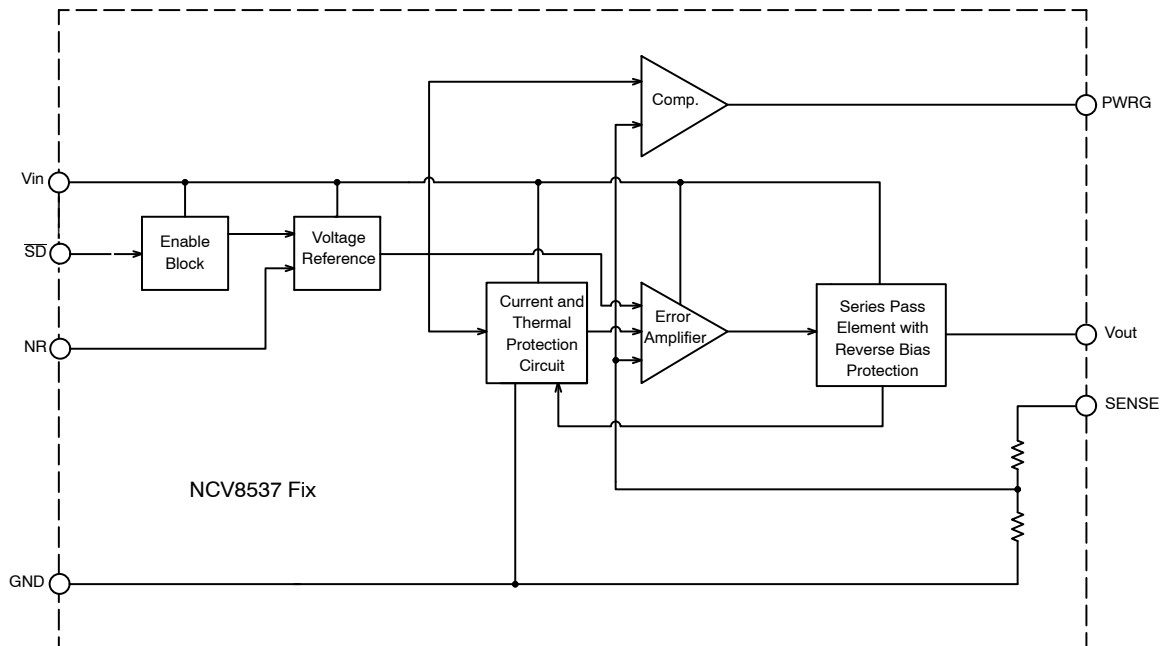 Comp.
PWRG
Vin
SD
Enable
Block
Voltage
Reference
NR
Current and
Thermal
Protection
Circuit
Error
Amplifier
Series Pass
Element with
Reverse Bias
Protection
Vout
SENSE
NCV8537 Fix
GND